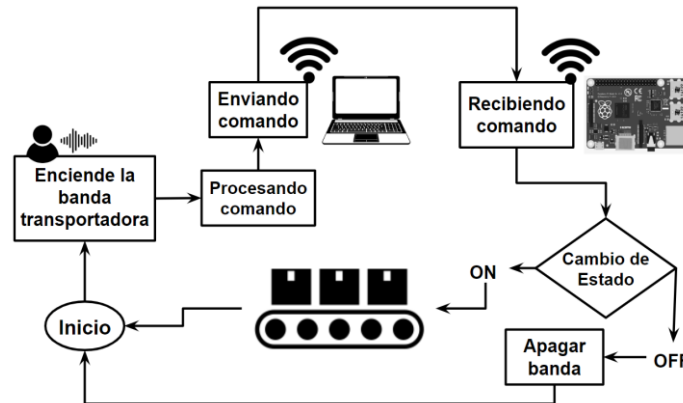 Enviando
comando
Recibiendo
comando
Enciende la
banda
transportadora
Procesando
comando
Cambio de
Estado
ON
Inicio
Apagar
banda
OFF